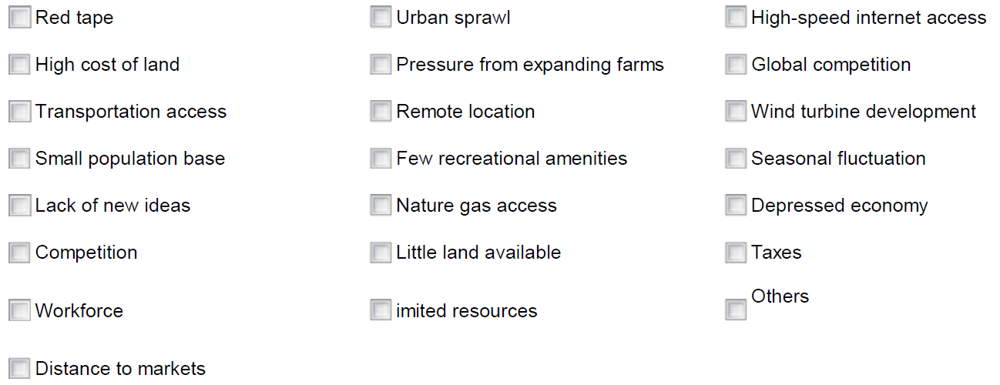 Red tape
Urban sprawl
High-speed internet access
High cost of land
Pressure from expanding farms
Global competition
Transportation access
Remote location
Wind turbine development
Small population base
Few recreational amenities
Seasonal fluctuation
Lack of new ideas
Nature gas access
Depressed economy
Competition
Little land available
Taxes
Workforce
imited resources
Others
Distance to markets